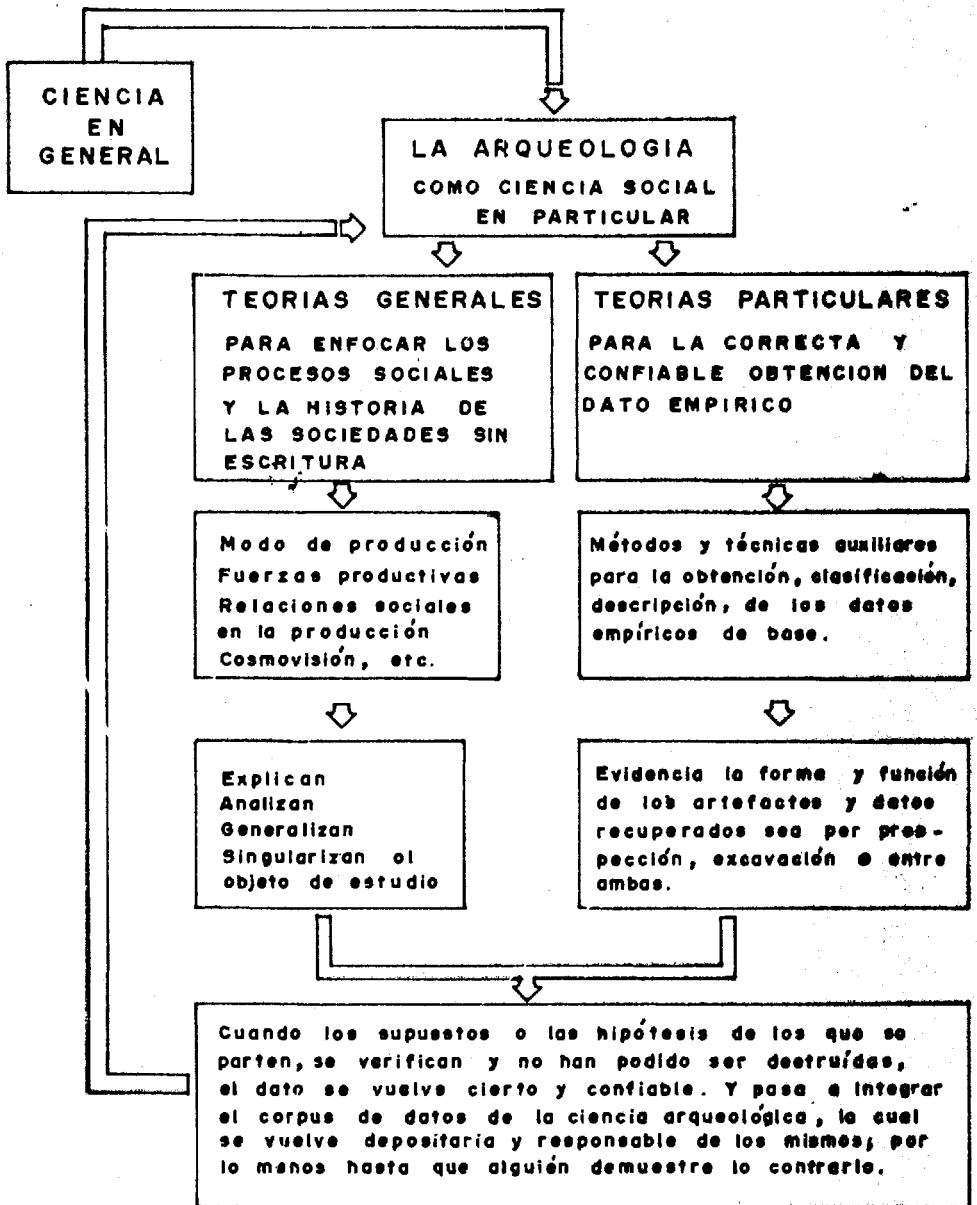 CIENCIA
EN
GENERAL
LA ARQUEOLOGIA
COMO CIENCIA SOCIAL
EN PARTICULAR
TEORIAS GENERALES
PARA ENFOCAR LOS
PROCESOS SOCIALES
Y LA HISTORIA DE
LAS SOCIEDADES SIN
ESCRITURA
TEORIAS PARTICULARES
PARA LA CORRECTA Y
CONFIABLE OBTENCION DEL
DATO EMPIRICO
Modo de producción
Fuerzas productivas
Relaciones sociales
en la producción
Cosmovisión, etc.
Métodos y técnicas auxiliares
para la obtención, clasificación,
descripción, de los datos
empíricos de base.
Explican
Analizan
Generalizan
Singularizan el
objeto de estudio
Evidencia la forma y función
de los artefactos y datos
recuperados sea por pros-
pección, excavación o entre
ambas.
Cuando los supuestos o las hipótesis de los que se
parten, se verifican y no han podido ser destruídas,
el dato se vuelve cierto y confiable. Y pasa a integrar
el corpus de datos de la ciencia arqueológica, la cual
se vuelve depositaria y responsable de los mismos; por
lo menos hasta que alguién demuestre lo contrario.